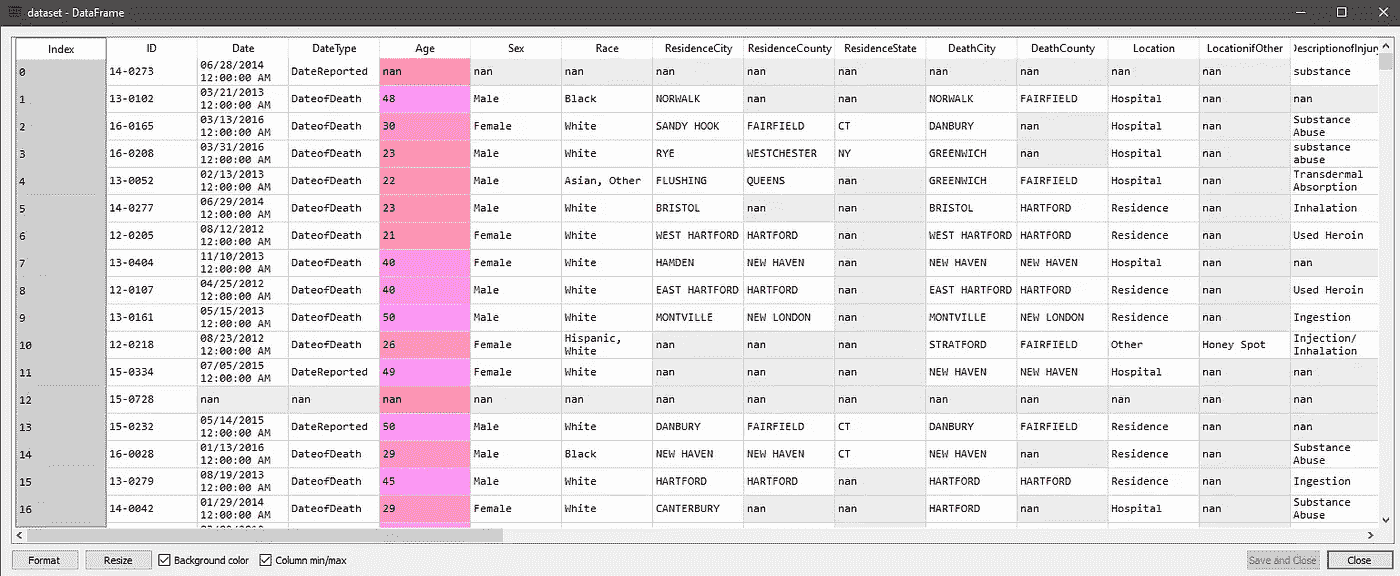 dataset - DataFrame
Index ID Date DateType Age Sex Race ResidenceCity ResidenceCounty ResidenceState DeathCity DeathCounty Location LocationifOther escriptionofInjury
0 14-0273 06/28/2014 12:00:00 AM DateReported nan nan nan nan nan nan nan nan nan nan substance
1 13-0102 03/21/2013 12:00:00 AM DateofDeath 48 Male Black NORWALK nan nan NORWALK FAIRFIELD Hospital nan nan
2 16-0165 03/13/2016 12:00:00 AM DateofDeath 30 Female White SANDY HOOK FAIRFIELD CT DANBURY nan Hospital nan Substance Abuse
3 16-0208 03/31/2016 12:00:00 AM DateofDeath 23 Male White RYE WESTCHESTER NY GREENWICH nan Hospital nan substance abuse
4 13-0052 02/13/2013 12:00:00 AM DateofDeath 22 Male Asian, Other FLUSHING QUEENS nan GREENWICH FAIRFIELD Hospital nan Transdermal Absorption
5 14-0277 06/29/2014 12:00:00 AM DateofDeath 23 Male White BRISTOL nan nan BRISTOL HARTFORD Residence nan Inhalation
6 12-0205 08/12/2012 12:00:00 AM DateofDeath 21 Female White WEST HARTFORD HARTFORD nan WEST HARTFORD HARTFORD Residence nan Used Heroin
7 13-0404 11/10/2013 12:00:00 AM DateofDeath 40 Female White HAMDEN NEW HAVEN nan NEW HAVEN NEW HAVEN Hospital nan nan
8 12-0107 04/25/2012 12:00:00 AM DateofDeath 40 Male White EAST HARTFORD HARTFORD nan EAST HARTFORD HARTFORD Residence nan Used Heroin
9 13-0161 05/15/2013 12:00:00 AM DateofDeath 50 Male White MONTVILLE NEW LONDON nan MONTVILLE NEW LONDON Residence nan Ingestion
10 12-0218 08/23/2012 12:00:00 AM DateofDeath 26 Female Hispanic, White nan nan nan STRATFORD FAIRFIELD Other Honey Spot Injection/ Inhalation
11 15-0334 07/05/2015 12:00:00 AM DateReported 49 Female White nan nan nan NEW HAVEN NEW HAVEN Hospital nan nan
12 15-0728 nan nan nan nan nan nan nan nan nan nan nan nan nan
13 15-0232 05/14/2015 12:00:00 AM DateReported 50 Male White DANBURY FAIRFIELD CT DANBURY FAIRFIELD Residence nan nan
14 16-0028 01/13/2016 12:00:00 AM DateofDeath 29 Male Black NEW HAVEN NEW HAVEN CT NEW HAVEN nan Residence nan Substance Abuse
15 13-0279 08/19/2013 12:00:00 AM DateofDeath 45 Male White HARTFORD HARTFORD nan HARTFORD HARTFORD Residence nan Ingestion
16 14-0042 01/29/2014 12:00:00 AM DateofDeath 29 Female White CANTERBURY nan nan HARTFORD nan Hospital nan Substance Abuse
Format Resize Background color Column min/max Save and Close Close